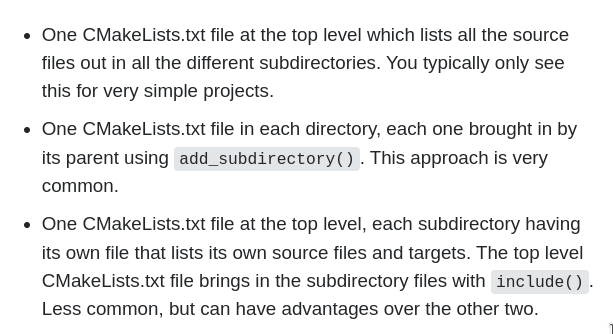 • One CMakeLists.txt file at the top level which lists all the source
files out in all the different subdirectories. You typically only see
this for very simple projects.
• One CMakeLists.txt file in each directory, each one brought in by
its parent using add_subdirectory(). This approach is very
common.
• One CMakeLists.txt file at the top level, each subdirectory having
its own file that lists its own source files and targets. The top level
CMakeLists.txt file brings in the subdirectory files with include().
Less common, but can have advantages over the other two.